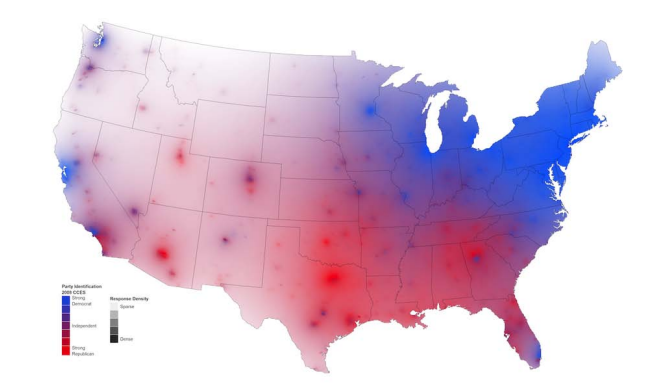 Party Identification
2008 CCES
Strong
Democrat
Independent
Strong
Republican
Response Density
Sparse
Dense